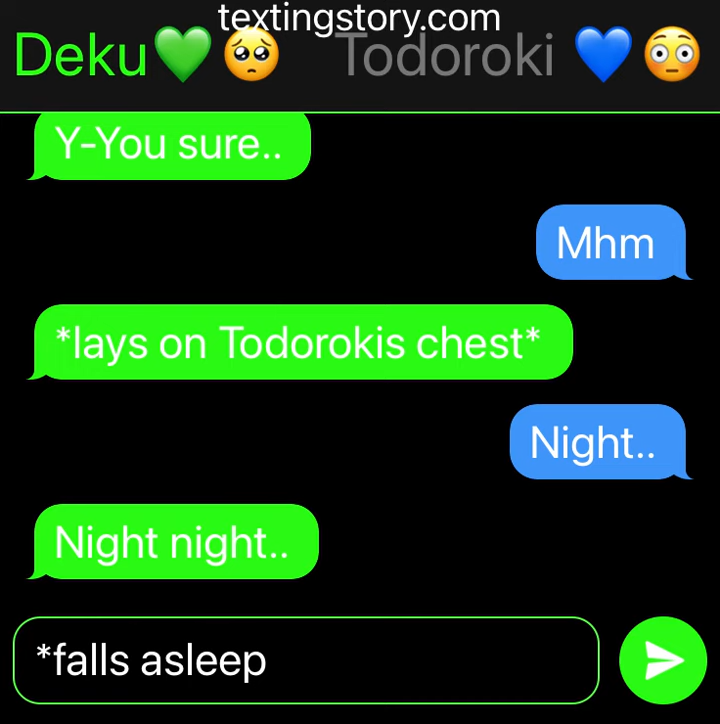 textingstory.com
Deku💚🥺 Todoroki 💙😳
Y-You sure..
Mhm
*lays on Todorokis chest*
Night..
Night night..
*falls asleep